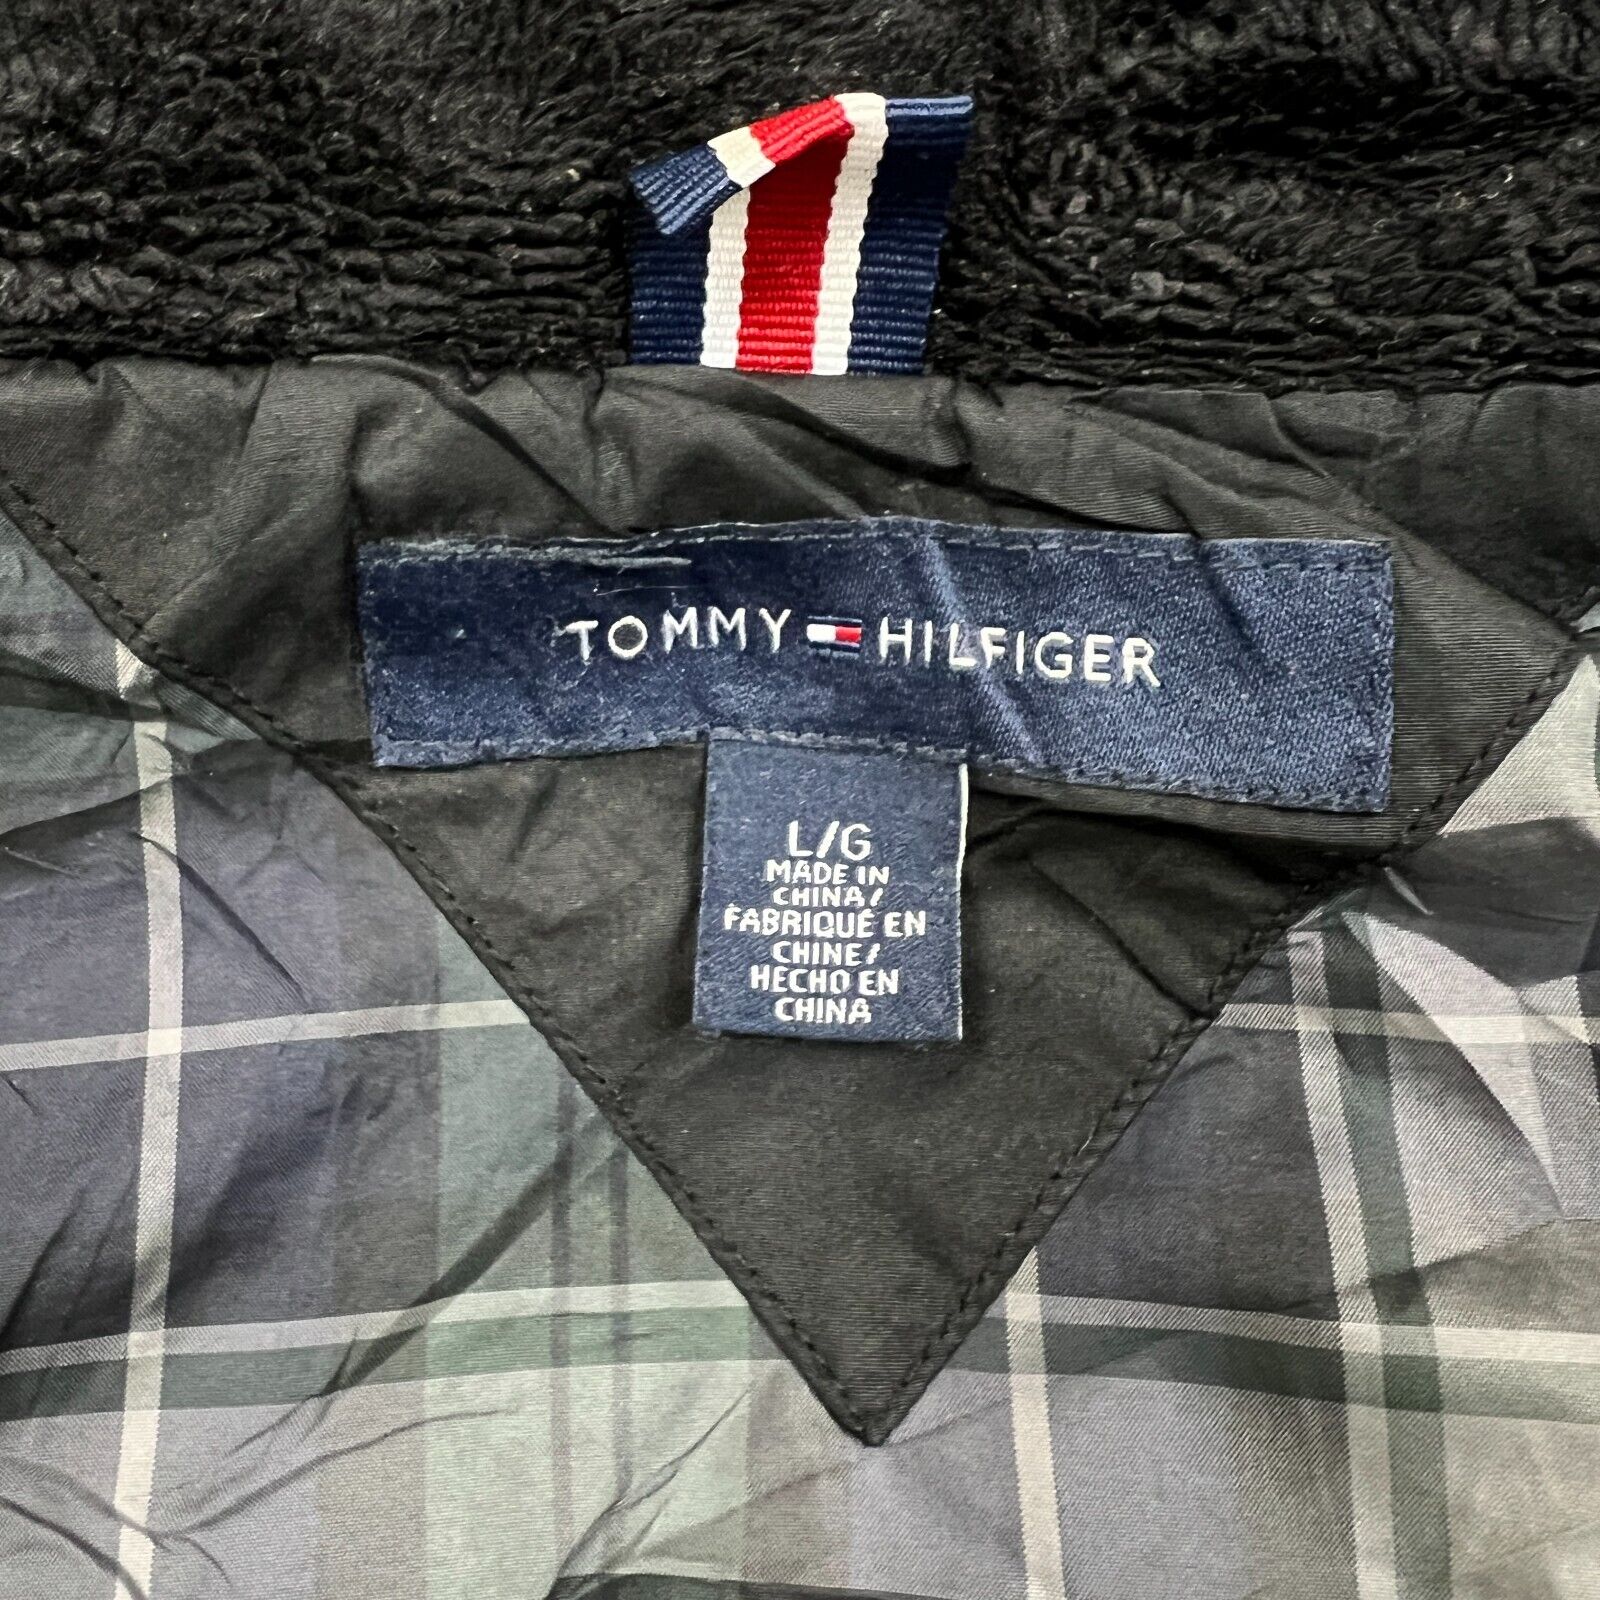 TOMMY HILFIGER
L/G
MADE IN
CHINA/
FABRIQUÉ EN
CHINE/
HECHO EN
CHINA